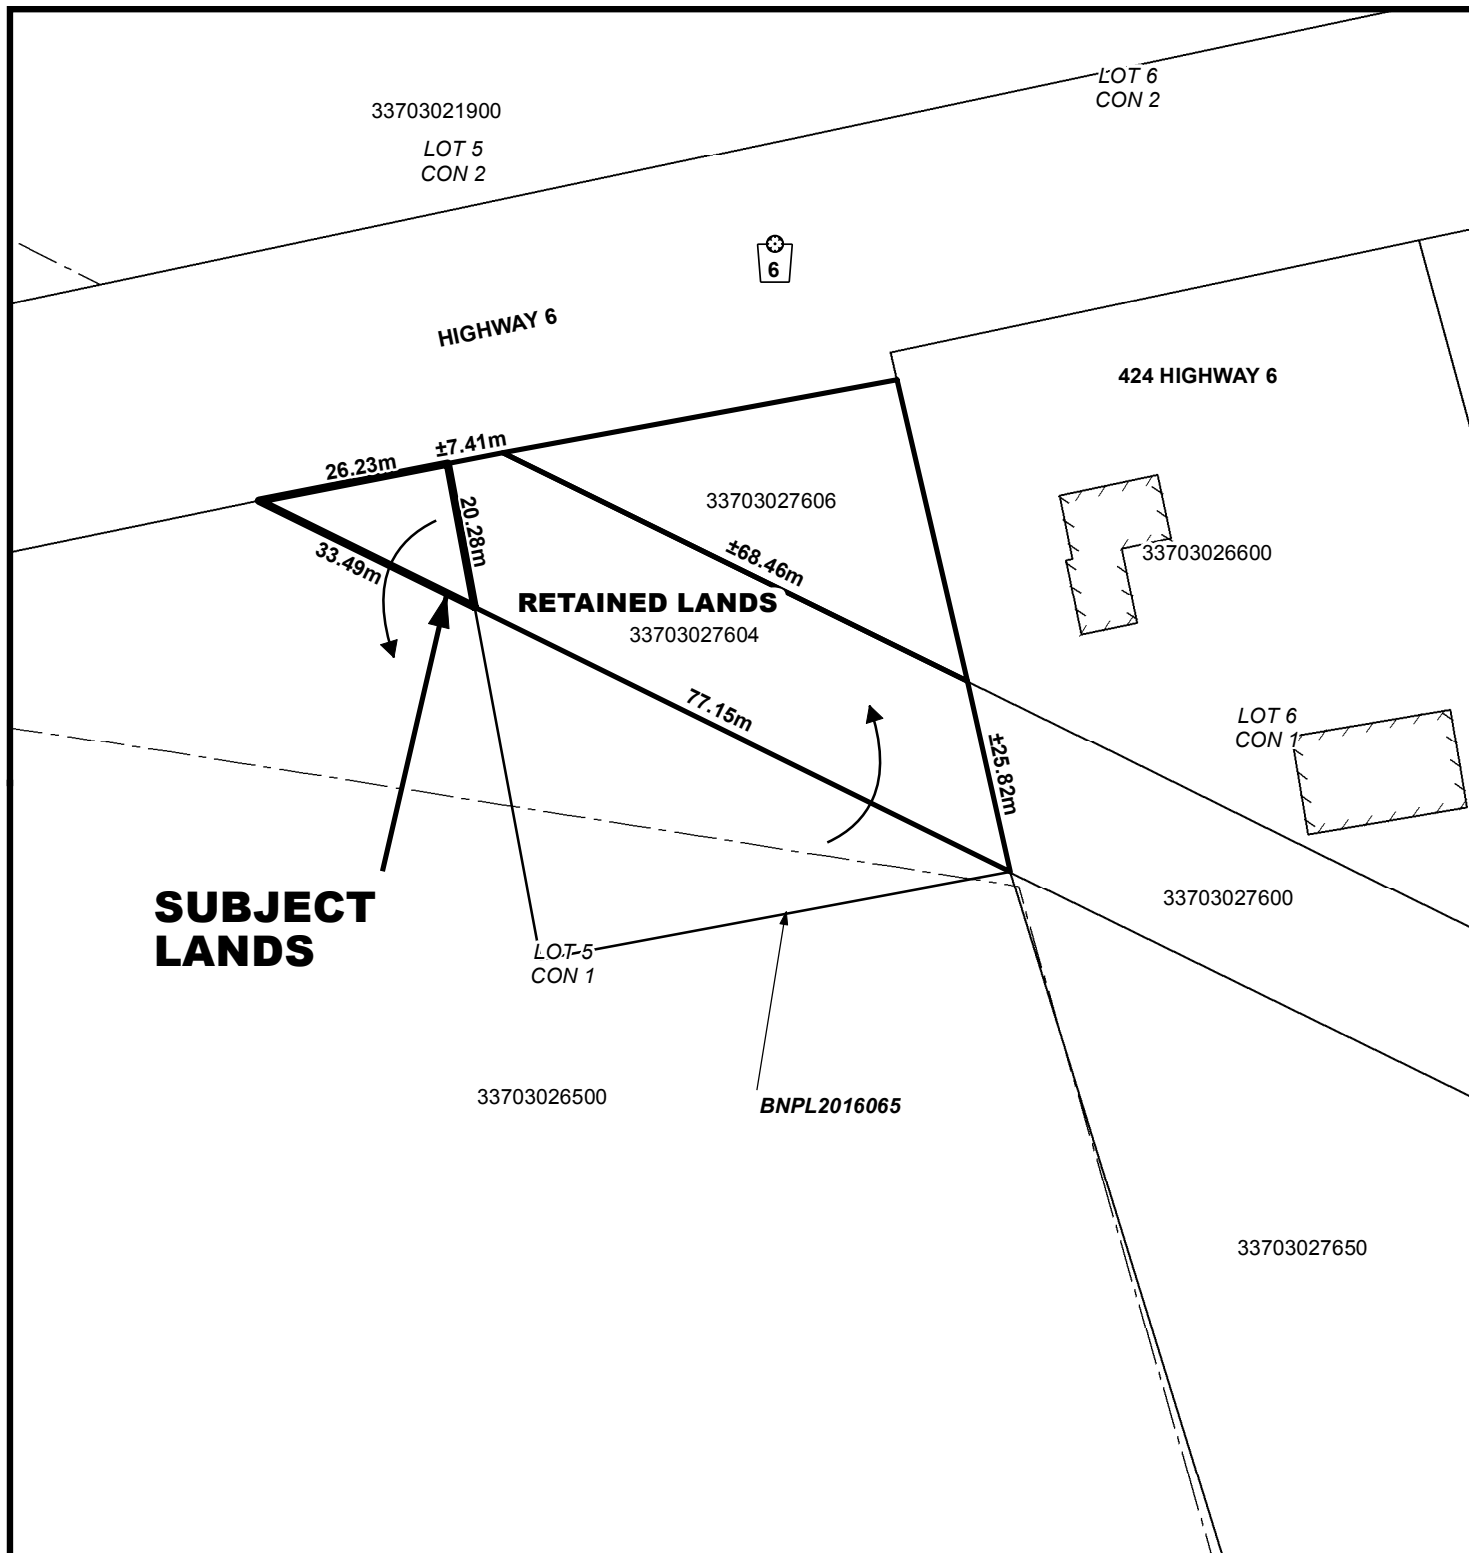 LOT 6
CON 2
33703021900
LOT 5
CON 2
6
HIGHWAY 6
424 HIGHWAY 6
±7.41m
26.23m
33703027606
20.28m
33703026600
±68.46m
33.49m
RETAINED LANDS
33703027604
77.15m
LOT 6
CON 1
±25.82m
SUBJECT
LANDS
33703027600
LOT 5
CON 1
33703026500
BNPL2016065
33703027650